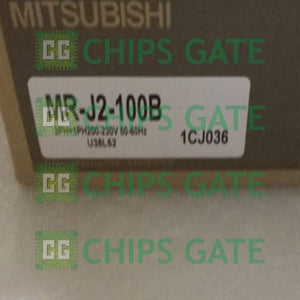 MITSUBISHI
CHIPS GATE
MR-J2-100B
3PH+1PH200-230V 50-60Hz
1CJ036
U38L62
CHIPS GATE
CHIPS GATE
CHIPS GATE